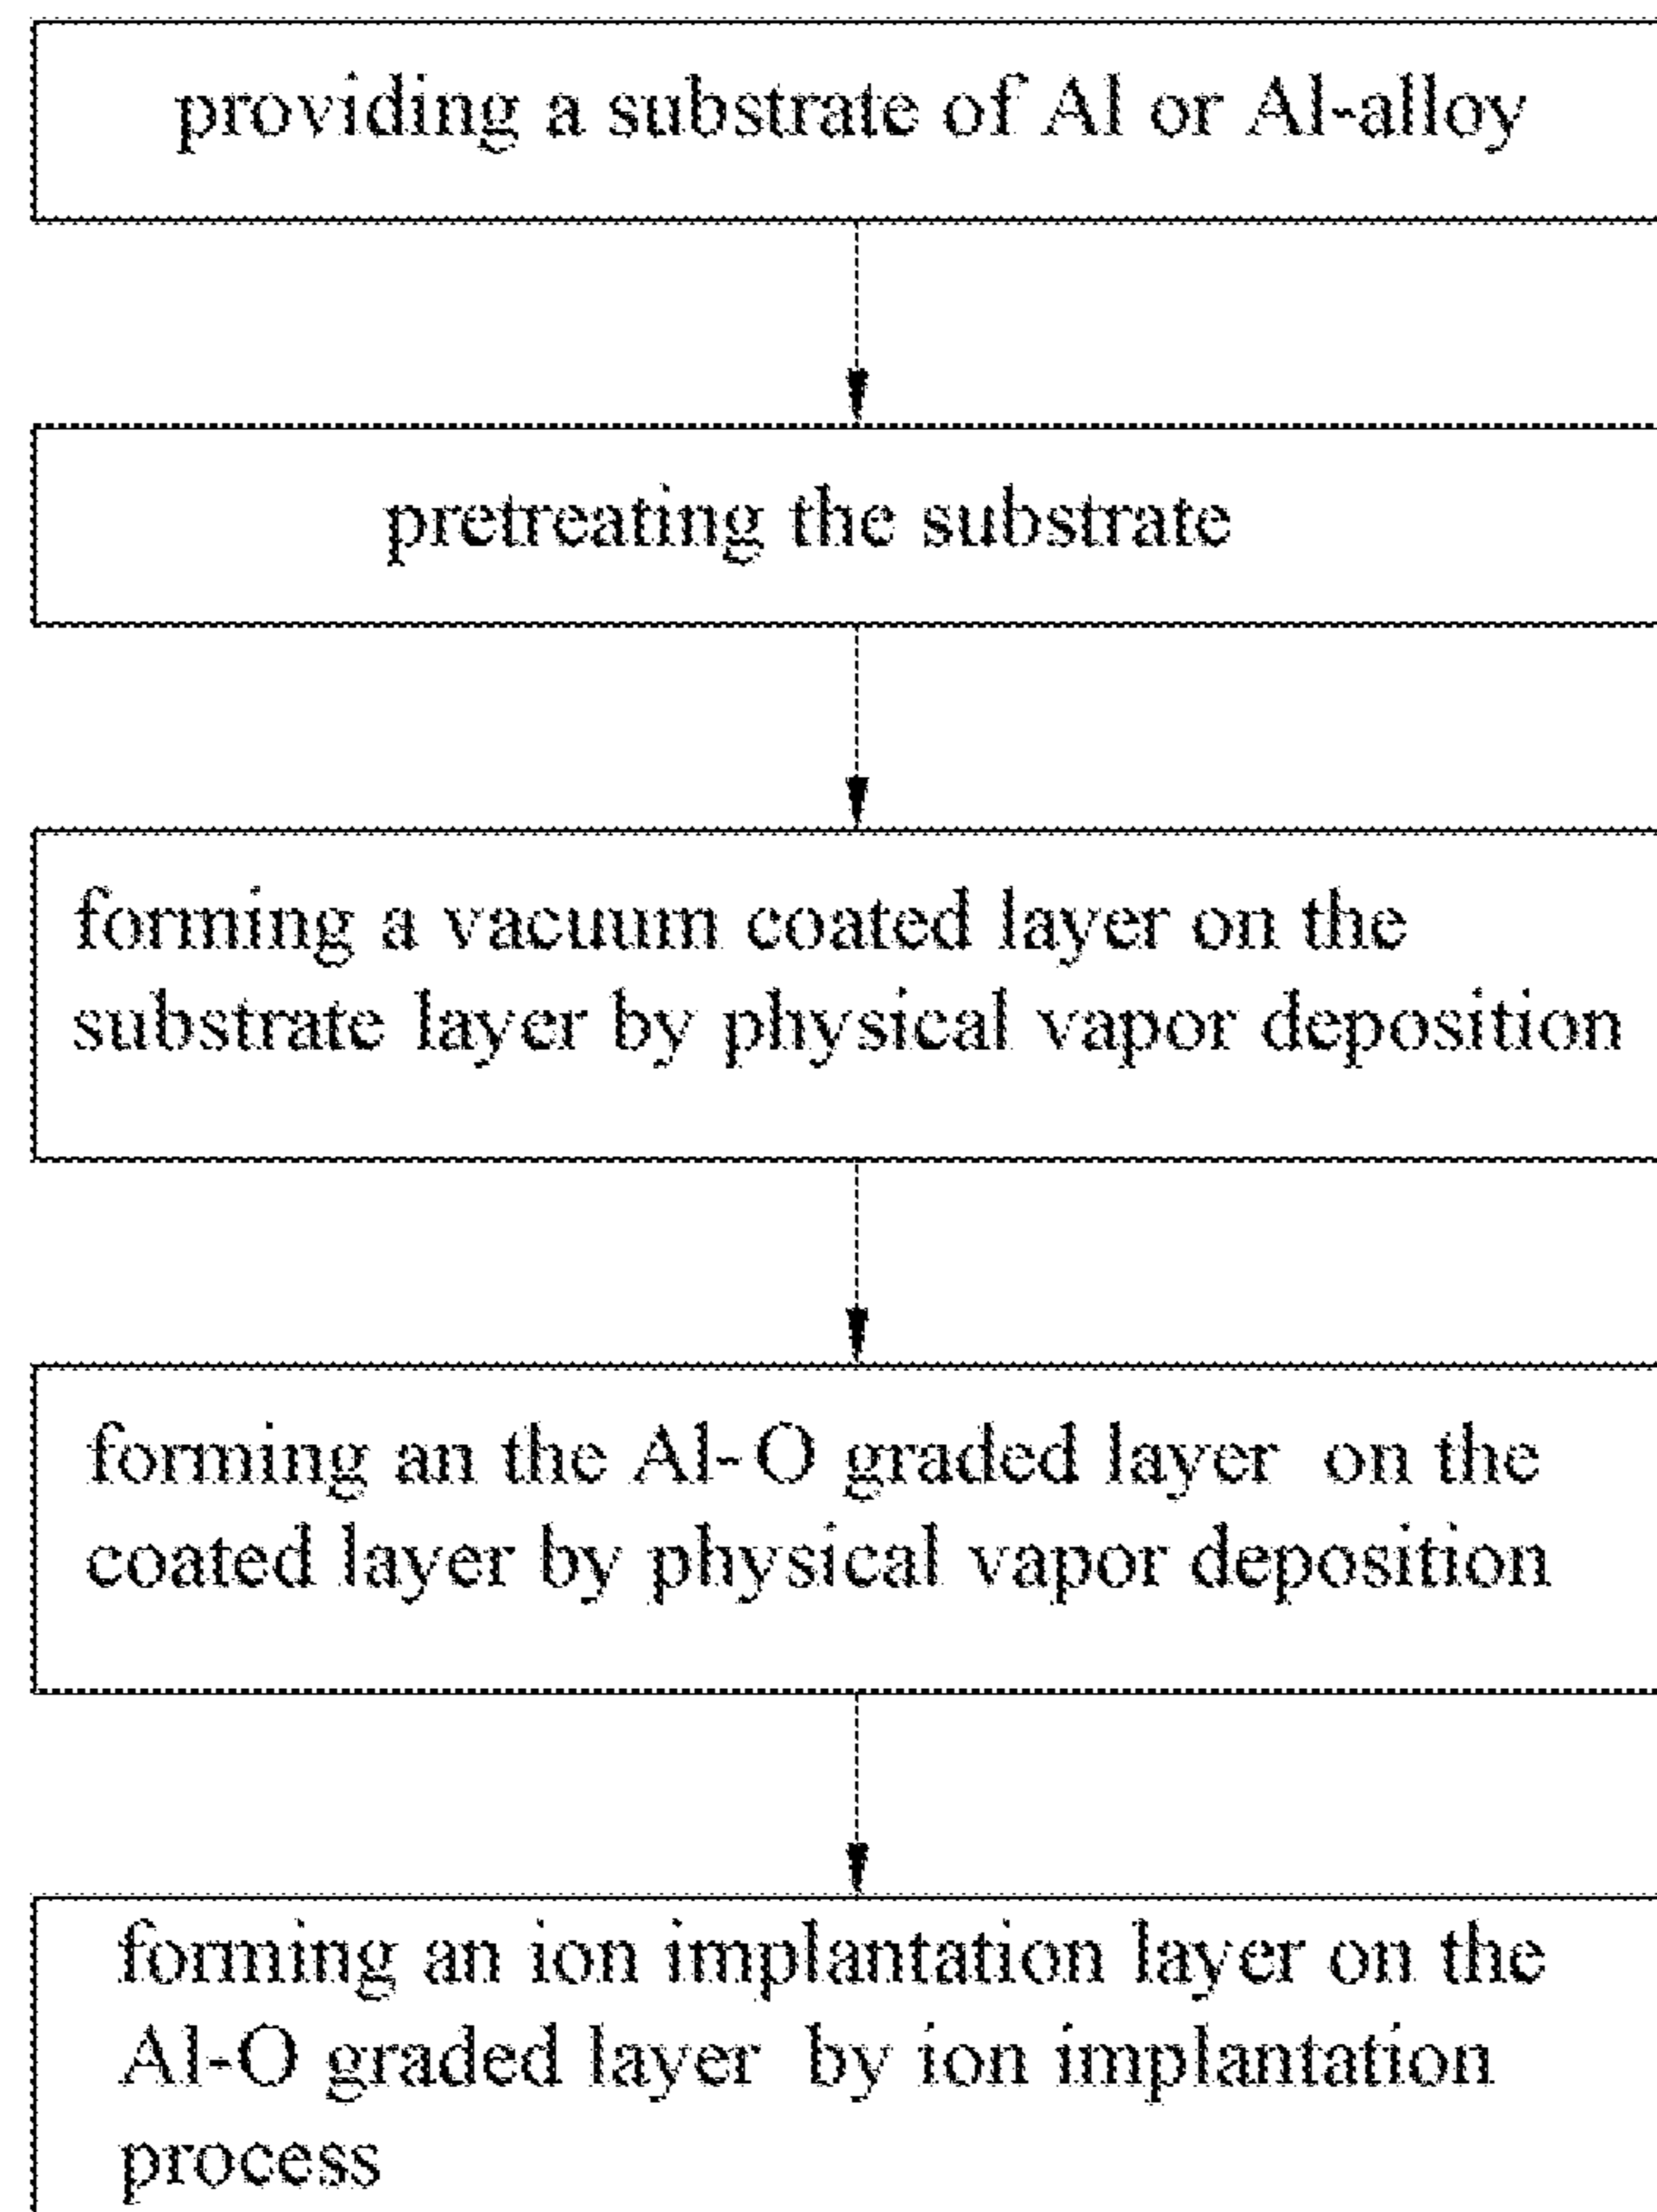 providing a substrate of Al or Al-alloy
pretreating the substrate
forming a vacuum coated layer on the
substrate layer by physical vapor deposition
forming an the Al-O graded layer on the
coated layer by physical vapor deposition
forming an ion implantation layer on the
Al-O graded layer by ion implantation
process